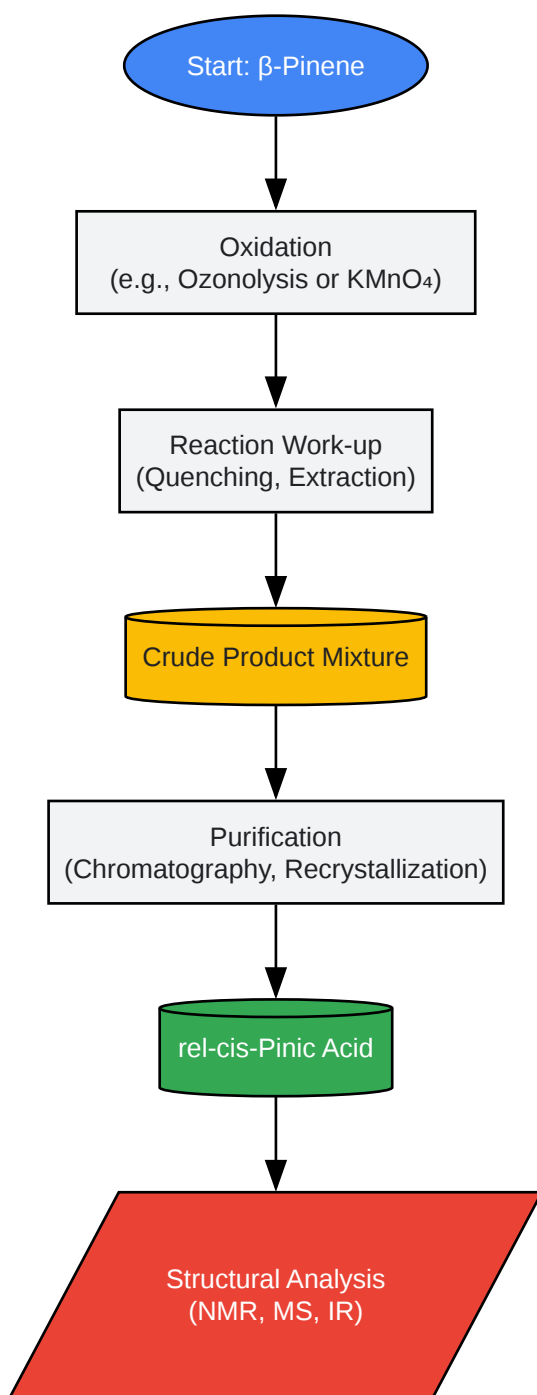 Start: β-Pinene
Oxidation
(e.g., Ozonolysis or KMnO₄)
Reaction Work-up
(Quenching, Extraction)
Crude Product Mixture
Purification
(Chromatography, Recrystallization)
rel-cis-Pinic Acid
Structural Analysis
(NMR, MS, IR)